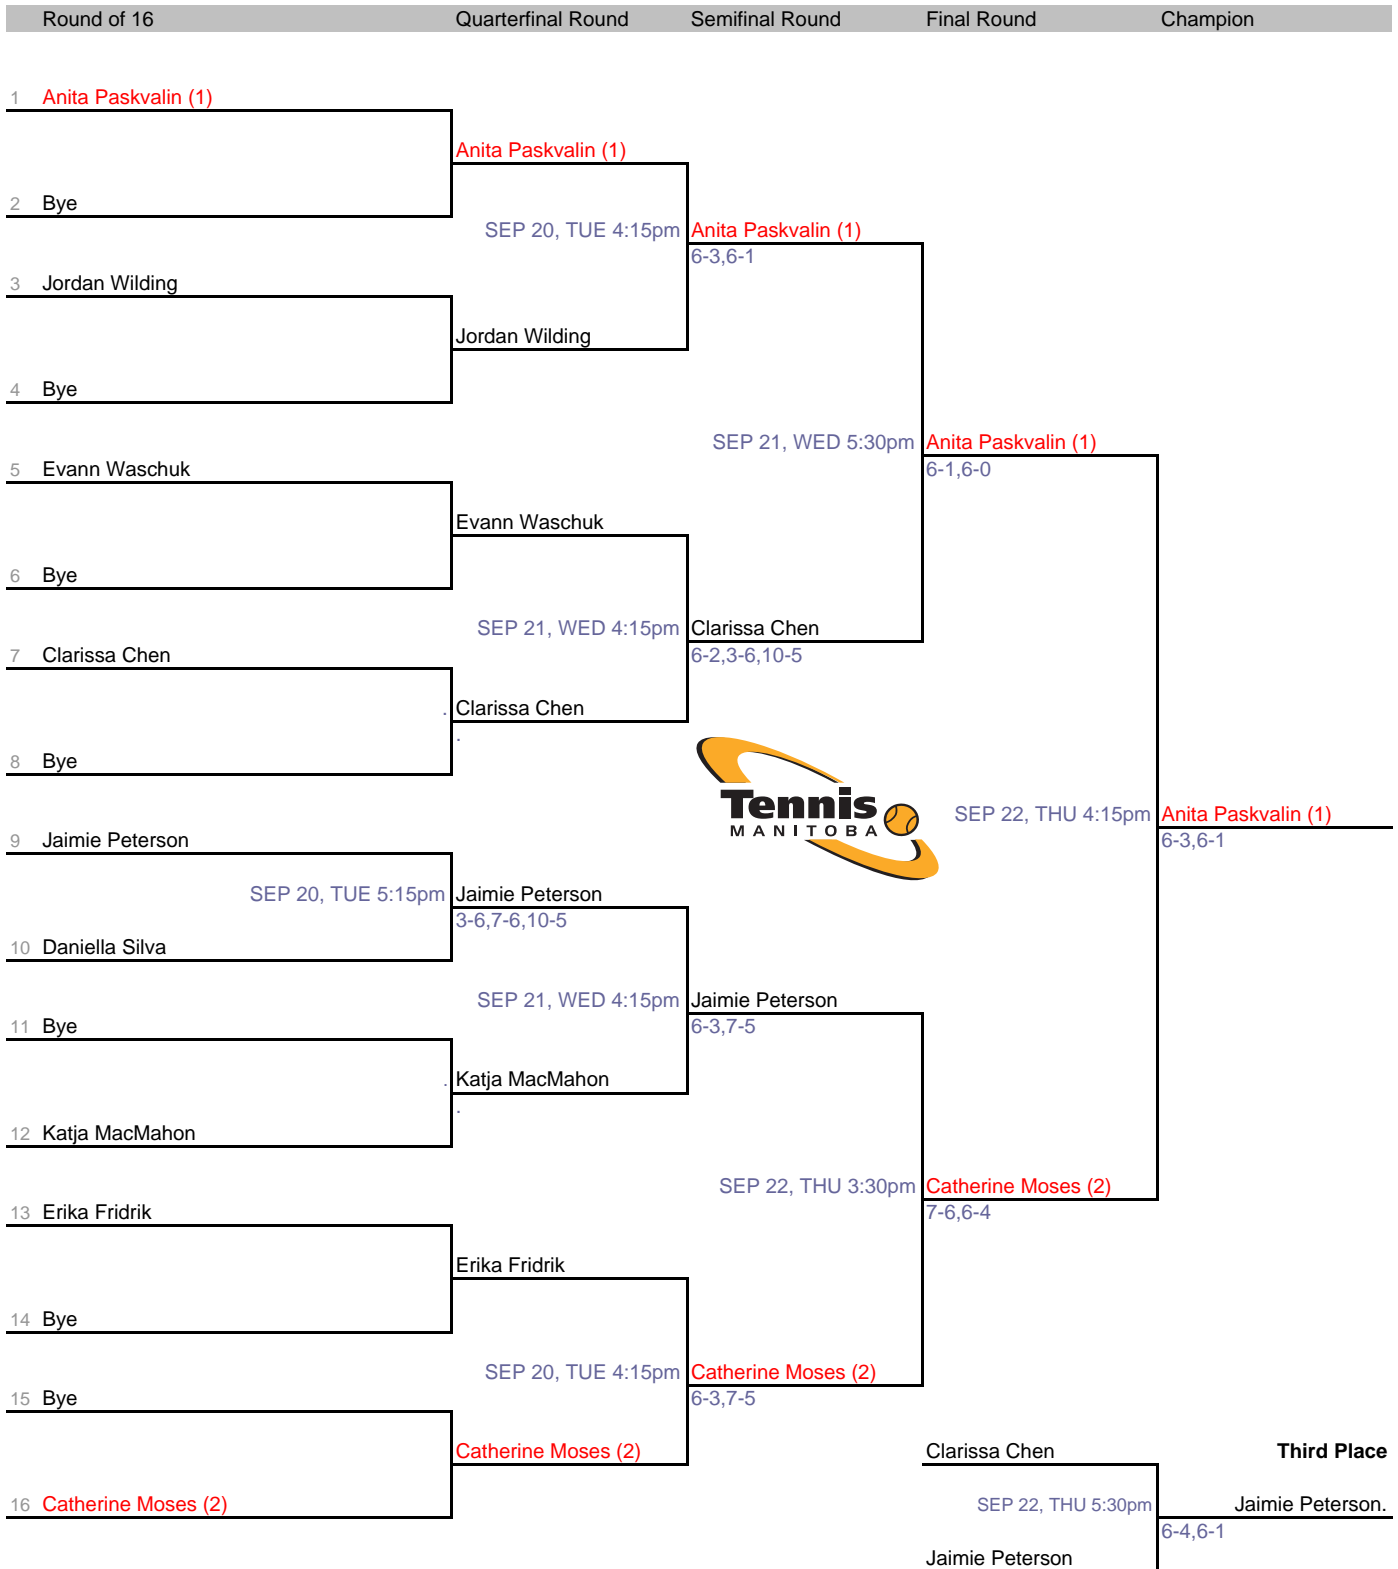 Round of 16 Quarterfinal Round Semifinal Round Final Round Champion
1 Anita Paskvalin (1)
Anita Paskvalin (1)
2 Bye
SEP 20, TUE 4:15pm Anita Paskvalin (1)
6-3,6-1
3 Jordan Wilding
Jordan Wilding
4 Bye
SEP 21, WED 5:30pm Anita Paskvalin (1)
5 Evann Waschuk
6-1,6-0
Evann Waschuk
6 Bye
SEP 21, WED 4:15pm Clarissa Chen
7 Clarissa Chen
6-2,3-6,10-5
. Clarissa Chen
.
8 Bye
Tennis
MANITOBA
SEP 22, THU 4:15pm Anita Paskvalin (1)
9 Jaimie Peterson
6-3,6-1
SEP 20, TUE 5:15pm Jaimie Peterson
3-6,7-6,10-5
10 Daniella Silva
SEP 21, WED 4:15pm Jaimie Peterson
11 Bye
6-3,7-5
. Katja MacMahon
.
12 Katja MacMahon
SEP 22, THU 3:30pm Catherine Moses (2)
13 Erika Fridrik
7-6,6-4
Erika Fridrik
14 Bye
SEP 20, TUE 4:15pm Catherine Moses (2)
15 Bye
6-3,7-5
Catherine Moses (2)
Clarissa Chen Third Place
16 Catherine Moses (2)
SEP 22, THU 5:30pm Jaimie Peterson.
6-4,6-1
Jaimie Peterson